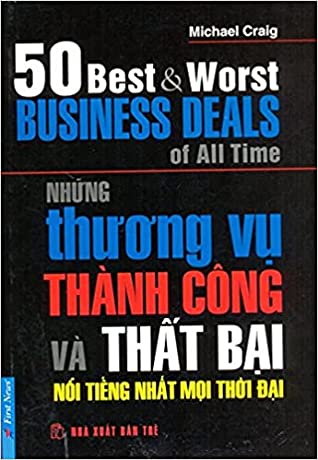 Michael Craig
50 Best & Worst
BUSINESS DEALS
of All Time
NHỮNG
thương vụ
THÀNH CÔNG
VÀ THẤT BẠI
NỔI TIẾNG NHẤT MỌI THỜI ĐẠI
First News
NHÀ XUẤT BẢN TRẺ